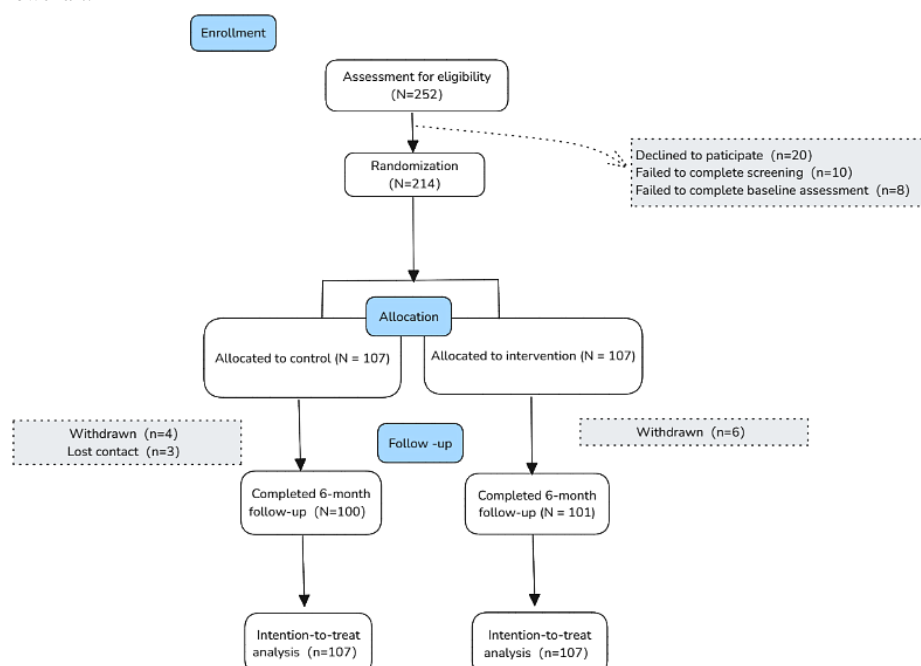 Enrollment
Assessment for eligibility
(N=252)
Declined to paticipate (n=20)
Failed to complete screening (n=10)
Failed to complete baseline assessment (n=8)
Randomization
(N=214)
Allocation
Allocated to control (N = 107)
Allocated to intervention (N = 107)
Withdrawn (n=4)
Lost contact (n=3)
Follow -up
Withdrawn (n=6)
Completed 6-month
follow-up (N=100)
Completed 6-month
follow-up (N = 101)
Intention-to-treat
analysis (n=107)
Intention-to-treat
analysis (n=107)